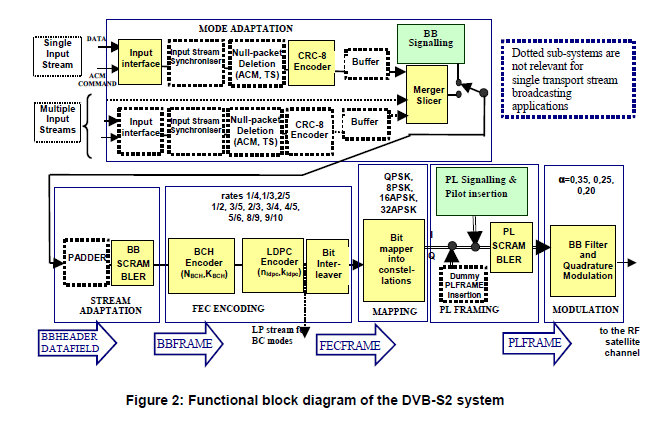 MODE ADAPTATION
Single
Input
Stream
DATA
ACM
COMMAND
Input
interface
Input Stream
Synchroniser
Null-packet
Deletion
(ACM, TS)
CRC-8
Encoder
Buffer
BB
Signalling
Merger
Slicer
Dotted sub-systems are
not relevant for
single transport stream
broadcasting
applications
Multiple
Input
Streams
Input
interface
Input Stream
Synchroniser
Null-packet
Deletion
(ACM, TS)
CRC-8
Encoder
Buffer
rates 1/4,1/3,2/5
1/2, 3/5, 2/3, 3/4, 4/5,
5/6, 8/9, 9/10
QPSK,
8PSK,
16APSK,
32APSK
PL Signalling &
Pilot insertion
α=0,35, 0,25,
0,20
PADDER
BB
SCRAM
BLER
BCH
Encoder
(NBCH,KBCH)
LDPC
Encoder
(nldpc,kldpc)
Bit
Inter-
leaver
Bit
mapper
into
constel-
lations
I
Q
PL
SCRAM
BLER
Dummy
PLFRAME
Insertion
BB Filter
and
Quadrature
Modulation
STREAM
ADAPTATION
FEC ENCODING
MAPPING
PL FRAMING
MODULATION
BBHEADER
DATAFIELD
BBFRAME
LP stream f
BC modes
FECFRAME
PLFRAME
to the RF
satellite
channel
Figure 2: Functional block diagram of the DVB-S2 system